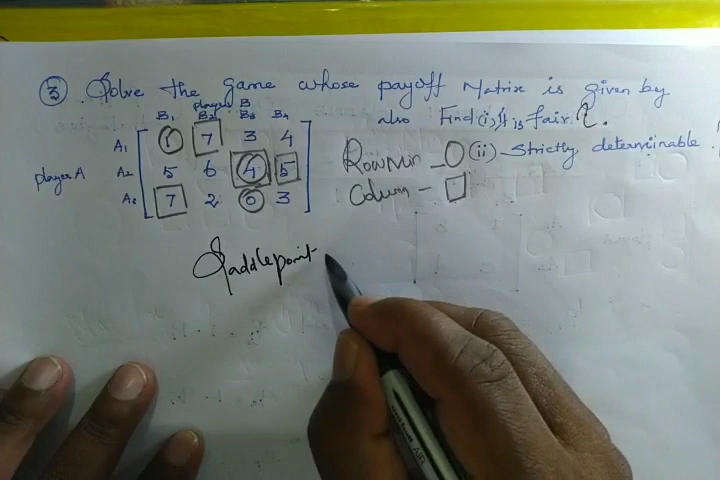 ③. Solve the game whose payoff Matrix is given by
also Find (i) If is fair.
player B
B₁ B₂ B₃ B₄
A₁ 1 7 3 4
player A A₂ 5 6 4 5
A₃ 7 2 0 3
Row min - ○ (ii) Strictly determinable
Column - □
Saddle point
AIR